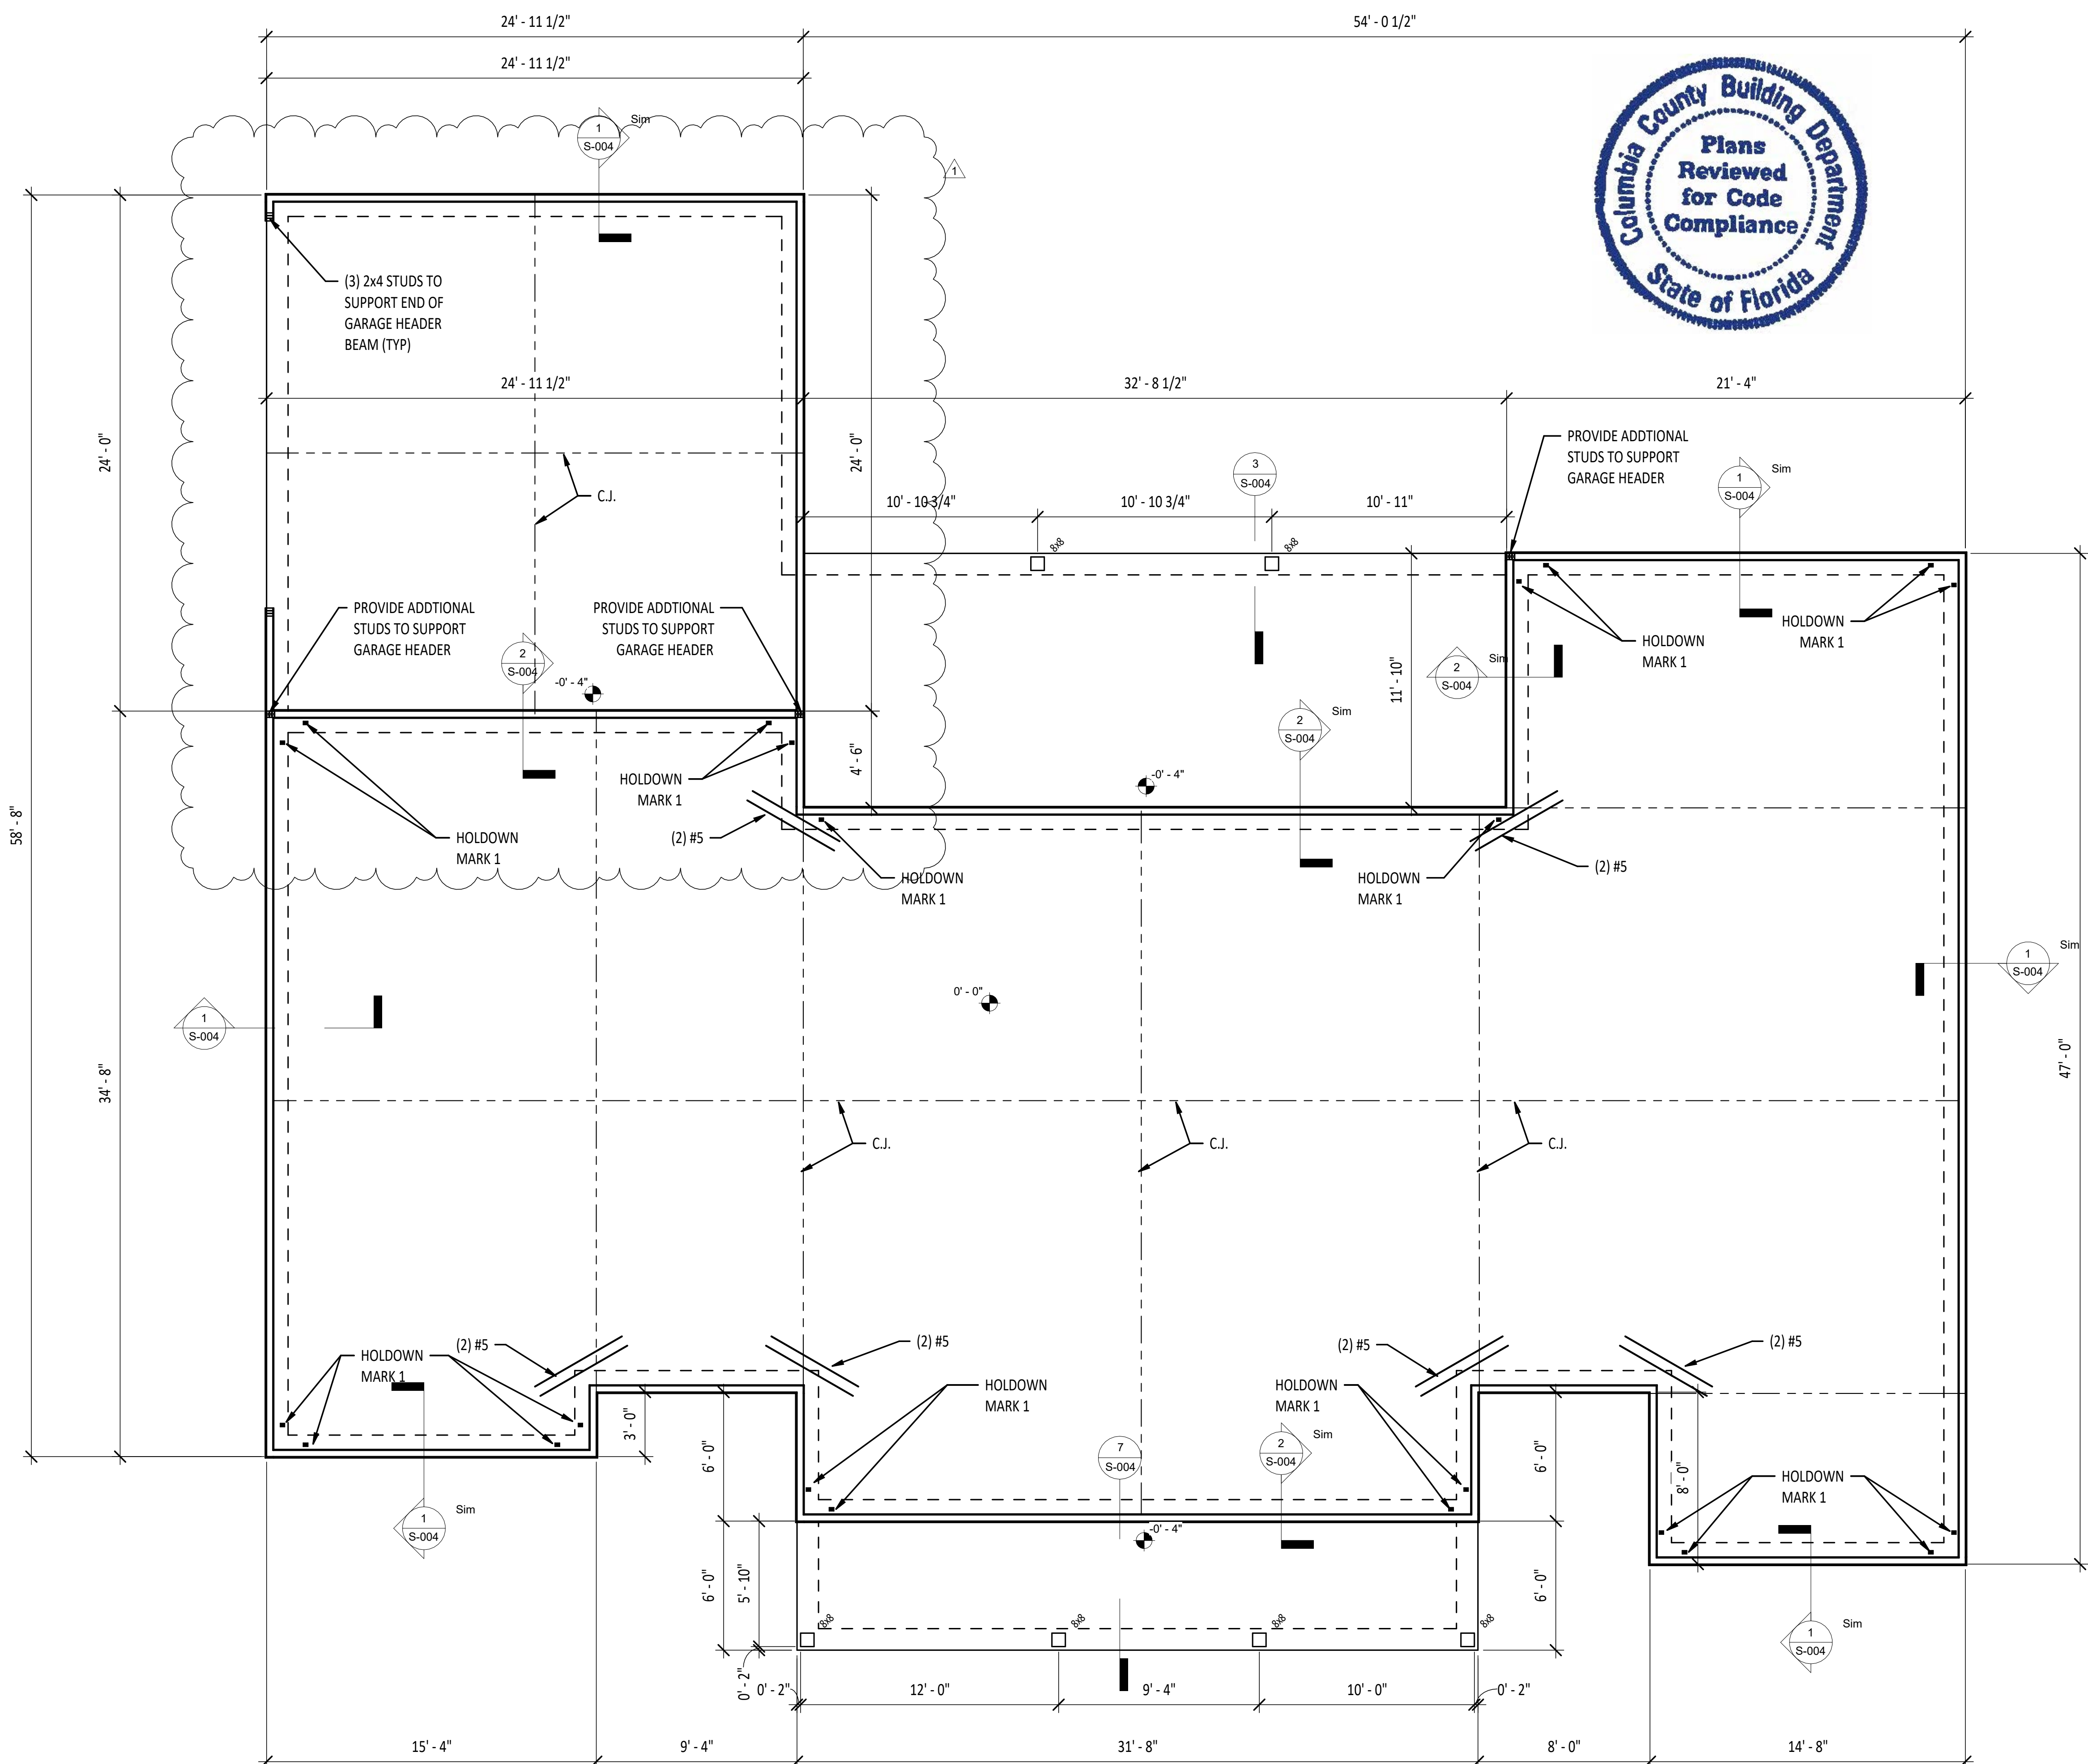 24' - 11 1/2"
54' - 0 1/2"
24' - 11 1/2"
Columbia County Building Department
State of Florida
Plans
Reviewed
for Code
Compliance
1
S-004
Sim
1
(3) 2x4 STUDS TO
SUPPORT END OF
GARAGE HEADER
BEAM (TYP)
24' - 11 1/2"
32' - 8 1/2"
21' - 4"
24' - 0"
24' - 0"
C.J.
3
S-004
PROVIDE ADDTIONAL
STUDS TO SUPPORT
GARAGE HEADER
1
S-004
Sim
10' - 10 3/4"
10' - 10 3/4"
10' - 11"
8x8
8x8
PROVIDE ADDTIONAL
STUDS TO SUPPORT
GARAGE HEADER
PROVIDE ADDTIONAL
STUDS TO SUPPORT
GARAGE HEADER
2
S-004
-0' - 4"
11' - 10"
2
S-004
Sim
HOLDOWN
MARK 1
HOLDOWN
MARK 1
2
S-004
Sim
4' - 6"
-0' - 4"
HOLDOWN
MARK 1
HOLDOWN
MARK 1
(2) #5
HOLDOWN
MARK 1
HOLDOWN
MARK 1
(2) #5
58' - 8"
34' - 8"
47' - 0"
1
S-004
Sim
0' - 0"
1
S-004
C.J.
C.J.
C.J.
HOLDOWN
MARK 1
(2) #5
(2) #5
(2) #5
(2) #5
HOLDOWN
MARK 1
HOLDOWN
MARK 1
3' - 0"
6' - 0"
6' - 0"
8' - 0"
7
S-004
2
S-004
Sim
HOLDOWN
MARK 1
1
S-004
Sim
-0' - 4"
6' - 0"
5' - 10"
6' - 0"
8x8
8x8
8x8
8x8
1
S-004
Sim
0' - 2"
0' - 2"
12' - 0"
9' - 4"
10' - 0"
0' - 2"
15' - 4"
9' - 4"
31' - 8"
8' - 0"
14' - 8"